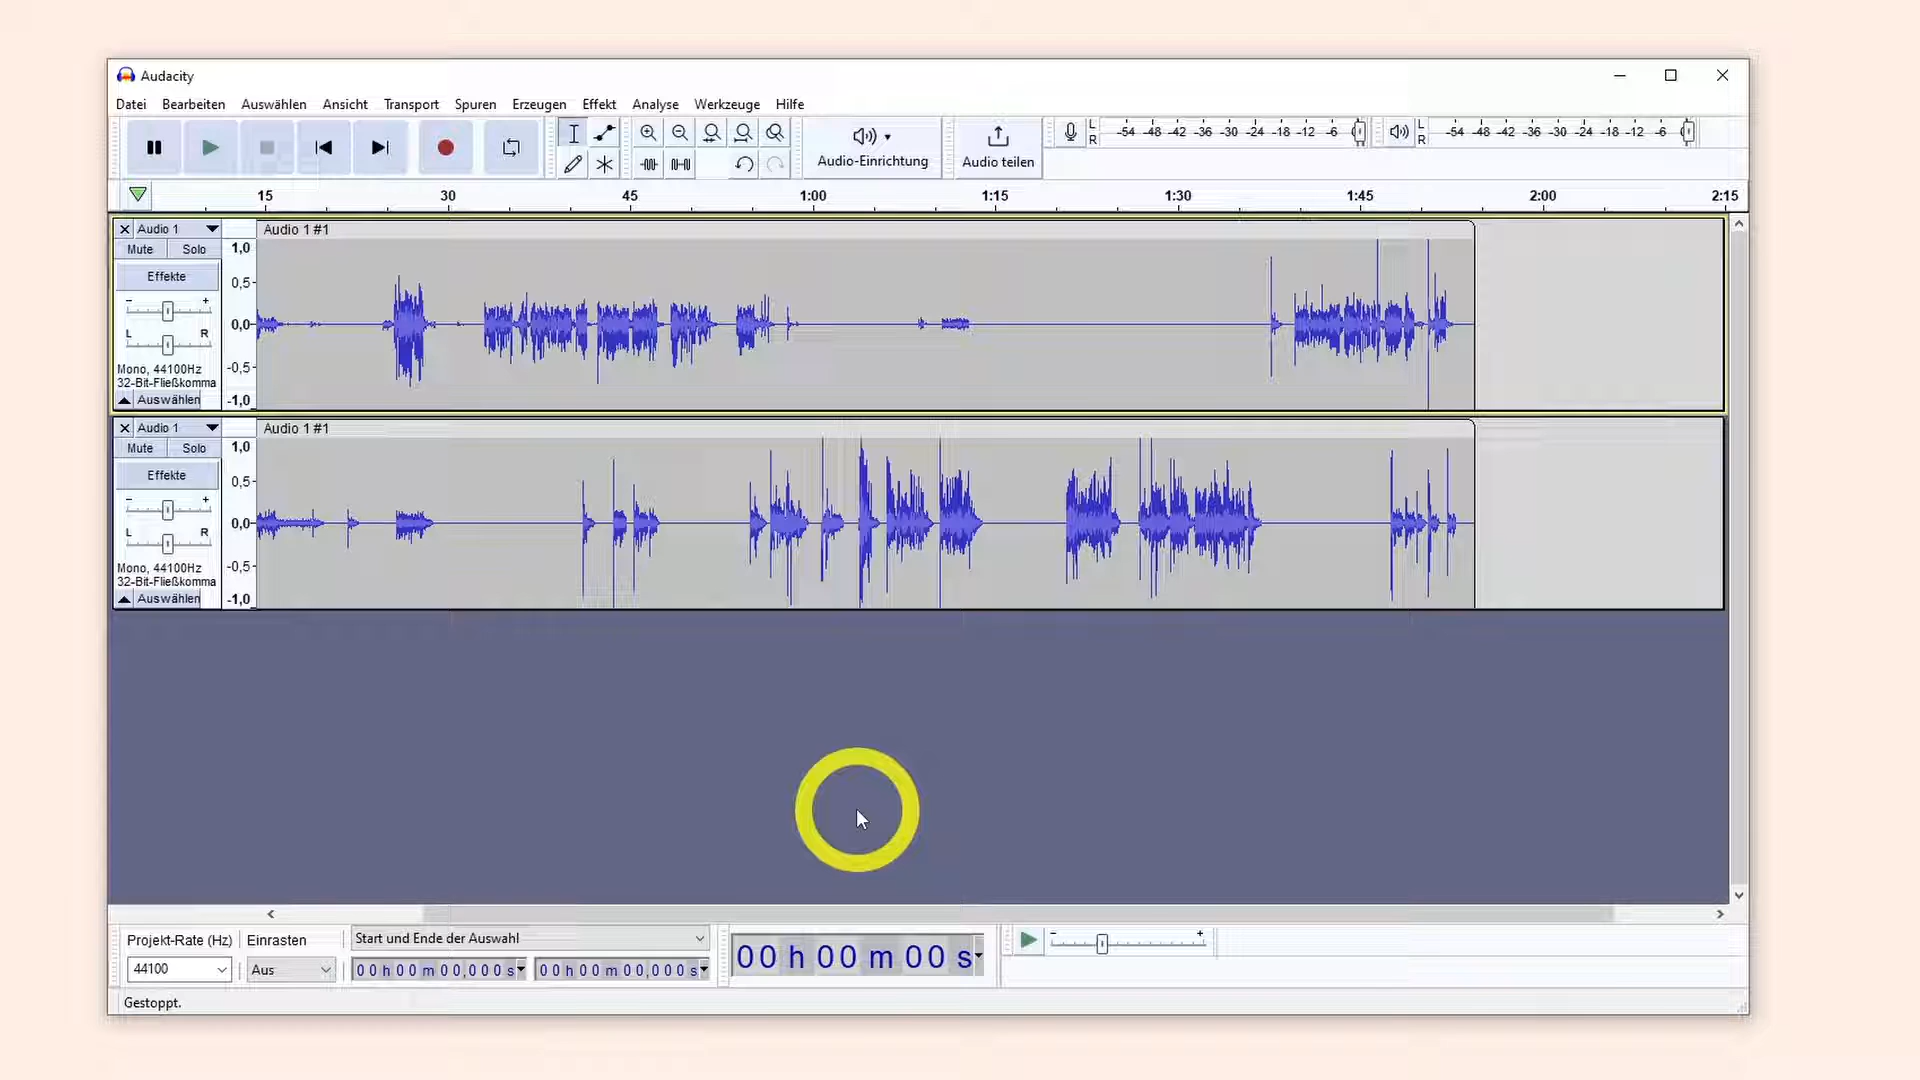 Audacity
Datei Bearbeiten Auswählen Ansicht Transport Spuren Erzeugen Effekt Analyse Werkzeuge Hilfe
Audio-Einrichtung
Audio teilen
L
R
-54 -48 -42 -36 -30 -24 -18 -12 -6
L
R
-54 -48 -42 -36 -30 -24 -18 -12 -6
15 30 45 1:00 1:15 1:30 1:45 2:00 2:15
Audio 1
Audio 1 #1
Mute Solo
Effekte
- +
L R
Mono, 44100Hz
32-Bit-Fließkomma
Auswählen
1,0
0,5
0,0
-0,5
-1,0
Audio 1
Audio 1 #1
Mute Solo
Effekte
- +
L R
Mono, 44100Hz
32-Bit-Fließkomma
Auswählen
1,0
0,5
0,0
-0,5
-1,0
Projekt-Rate (Hz) Einrasten
Start und Ende der Auswahl
44100
Aus
00 h 00 m 00,000 s
00 h 00 m 00,000 s
00 h 00 m 00 s
- +
Gestoppt.